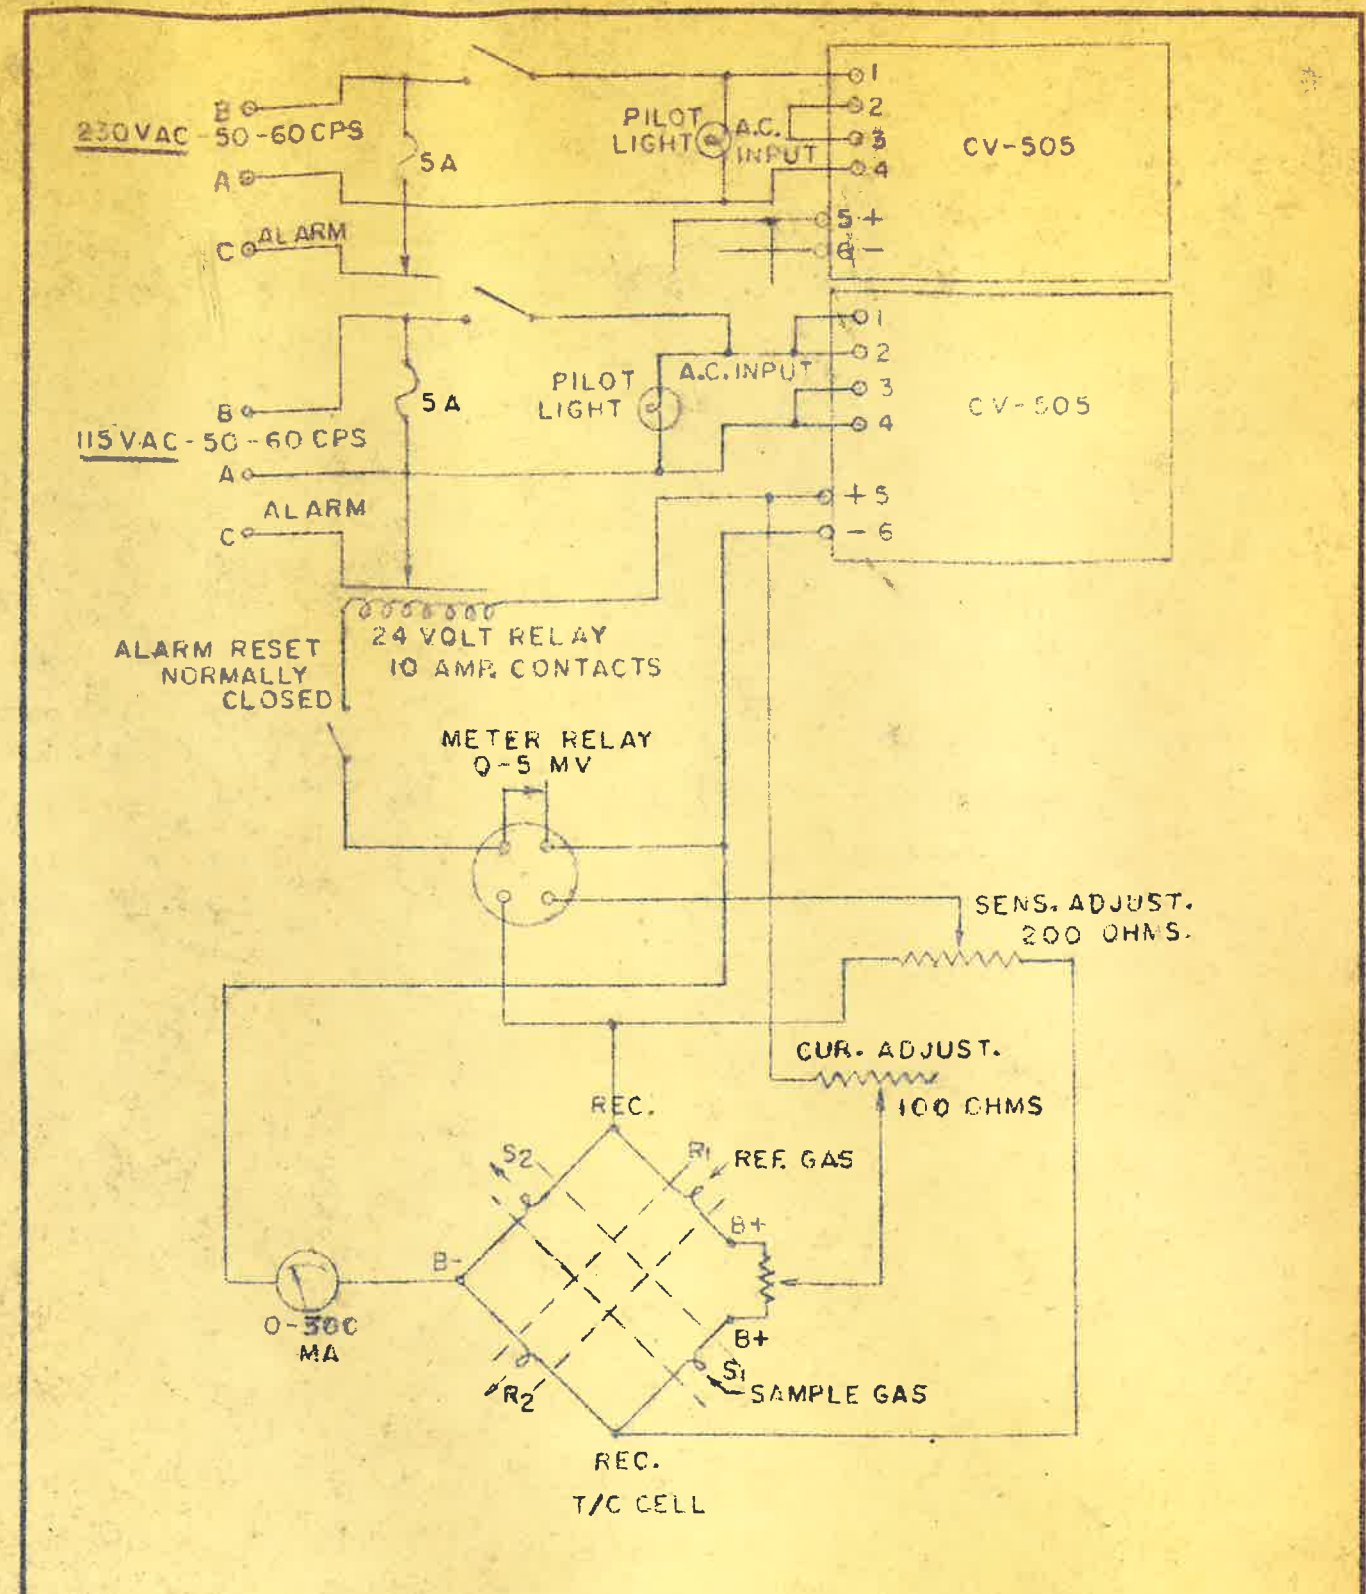 B
230VAC-50-60CPS
A
C ALARM
5A
PILOT
LIGHT
A.C.
INPUT
1
2
3
4
5+
6-
CV-505
B
115VAC-50-60CPS
A
ALARM
C
5A
PILOT
LIGHT
A.C. INPUT
1
2
3
4
+5
-6
CV-505
24 VOLT RELAY
10 AMP. CONTACTS
ALARM RESET
NORMALLY
CLOSED
METER RELAY
0-5 MV
SENS. ADJUST.
200 OHMS.
CUR. ADJUST.
100 OHMS
REC.
S2
R1
REF. GAS
B+
B-
0-300
MA
B+
S1
SAMPLE GAS
R2
REC.
T/C CELL